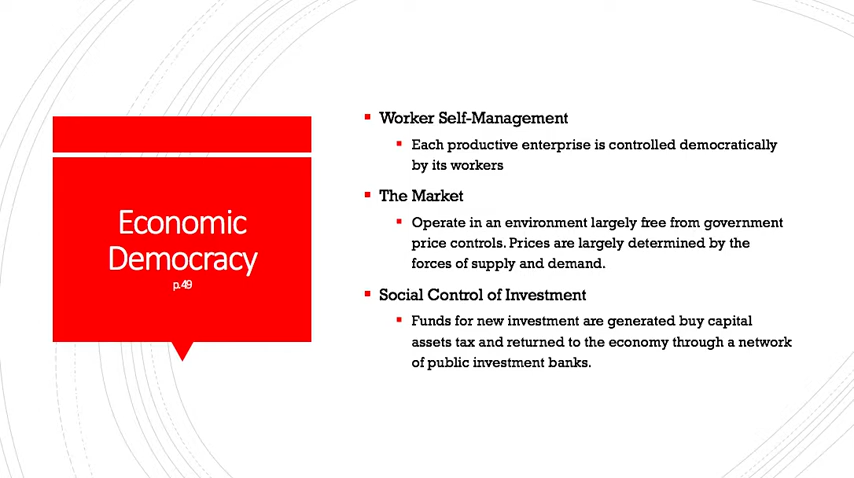 Economic
Democracy
p.49
Worker Self-Management
Each productive enterprise is controlled democratically
by its workers
The Market
Operate in an environment largely free from government
price controls. Prices are largely determined by the
forces of supply and demand.
Social Control of Investment
Funds for new investment are generated buy capital
assets tax and returned to the economy through a network
of public investment banks.